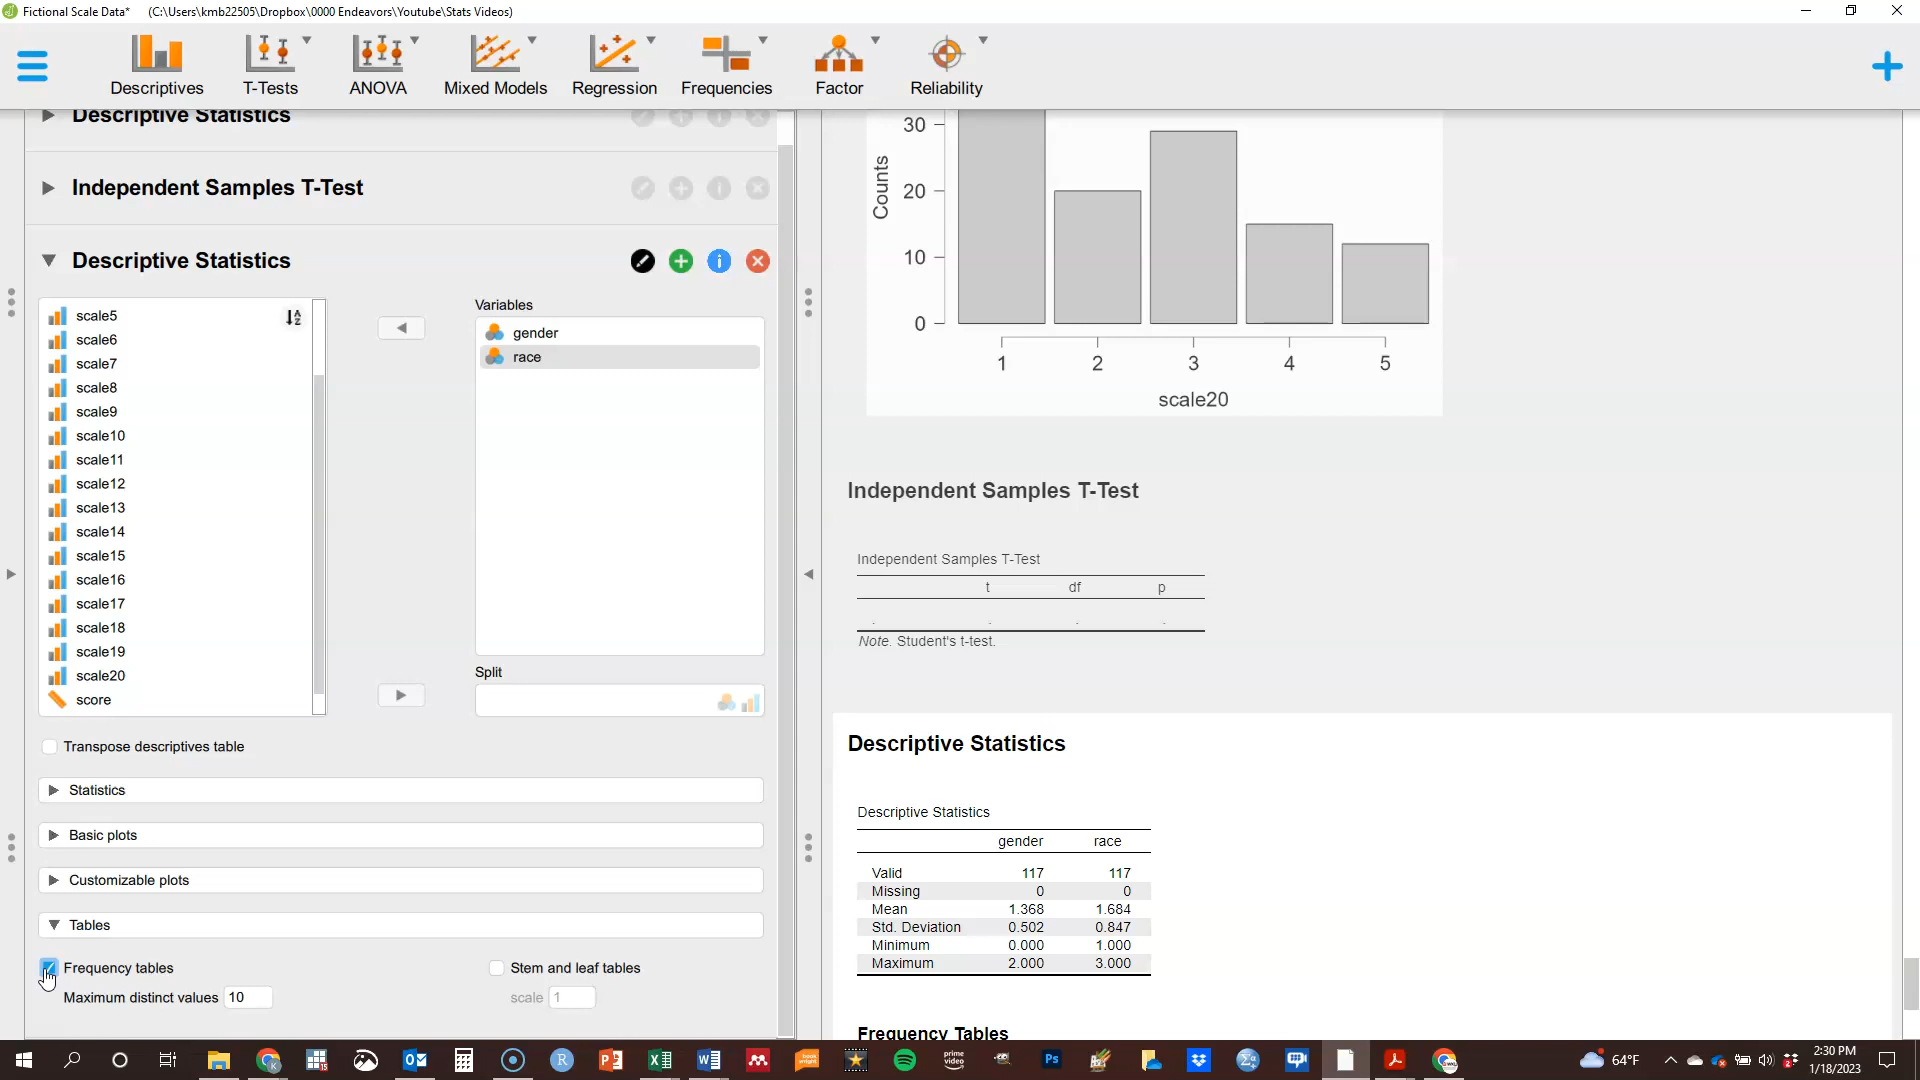 Fictional Scale Data* (C:\Users\kmb22505\Dropbox\0000 Endeavors\Youtube\Stats Videos)
Descriptives T-Tests ANOVA Mixed Models Regression Frequencies Factor Reliability
Descriptive Statistics
Independent Samples T-Test
Descriptive Statistics
scale5
scale6
scale7
scale8
scale9
scale10
scale11
scale12
scale13
scale14
scale15
scale16
scale17
scale18
scale19
scale20
score
Variables
gender
race
Split
Transpose descriptives table
Statistics
Basic plots
Customizable plots
Tables
Frequency tables
Maximum distinct values 10
Stem and leaf tables
scale 1
Counts
30
20
10
0
1 2 3 4 5
scale20
Independent Samples T-Test
Independent Samples T-Test
t df p
. . . .
Note. Student's t-test.
Descriptive Statistics
Descriptive Statistics
gender race
Valid 117 117
Missing 0 0
Mean 1.368 1.684
Std. Deviation 0.502 0.847
Minimum 0.000 1.000
Maximum 2.000 3.000
Frequency Tables
64°F
2:30 PM
1/18/2023